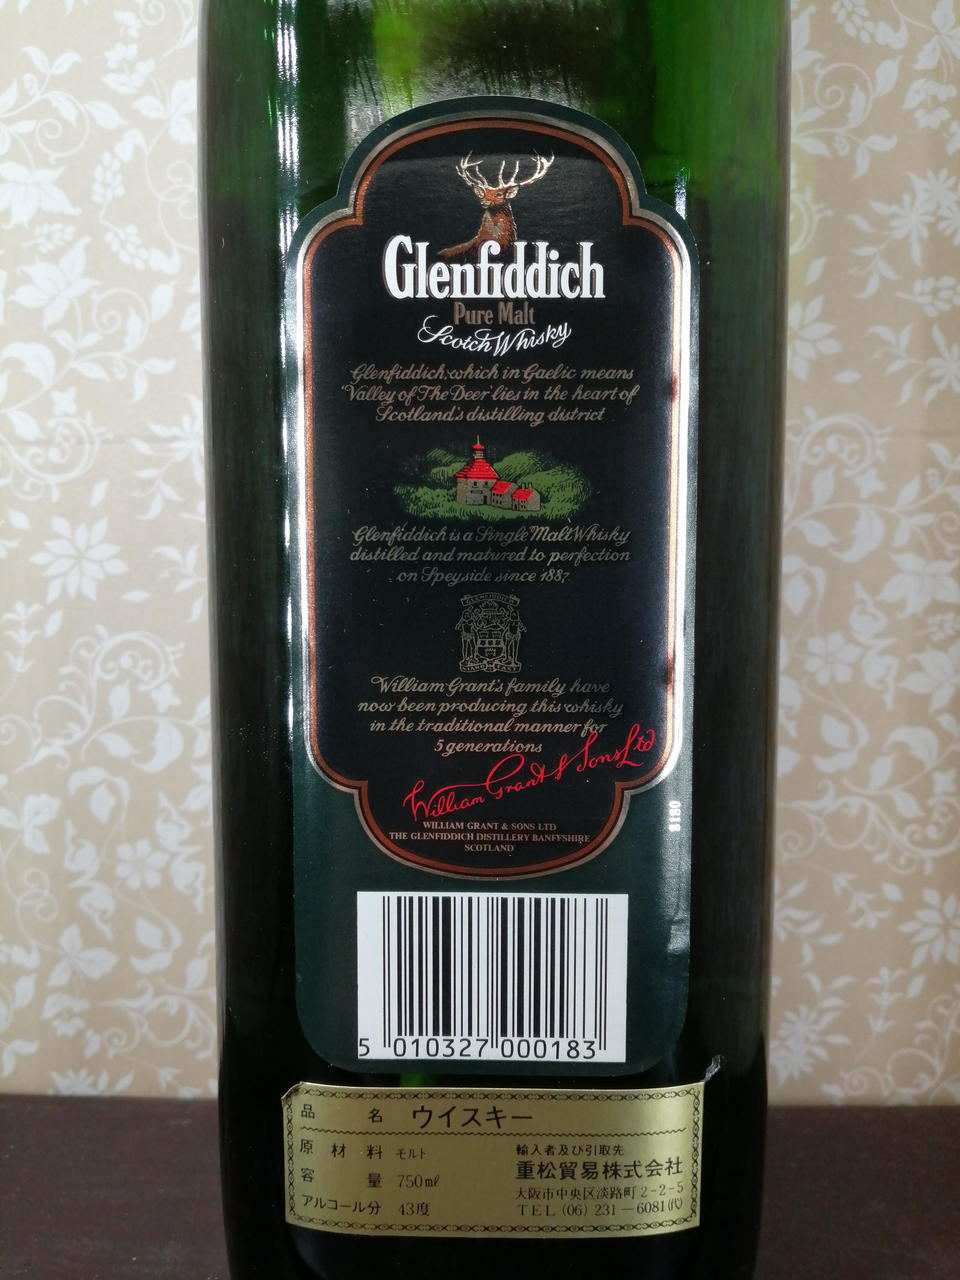 Glenfiddich
Pure Malt
Scotch Whisky
Glenfiddich, which in Gaelic means
'Valley of The Deer' lies in the heart of
Scotland's distilling district
Glenfiddich is a Single Malt Whisky
distilled and matured to perfection
on Speyside since 1887.
GLENFIDDICH
STAND FAST
William Grant's family have
now been producing this whisky
in the traditional manner for
5 generations
William Grant & Sons Ltd
WILLIAM GRANT & SONS LTD
THE GLENFIDDICH DISTILLERY BANFFSHIRE
SCOTLAND
8180
5 010327 000183
品名 ウイスキー
原材料 モルト
容量 750ml
アルコール分 43度
輸入者及び引取先
重松貿易株式会社
大阪市中央区淡路町2-2-5
TEL (06) 231-6081(代)